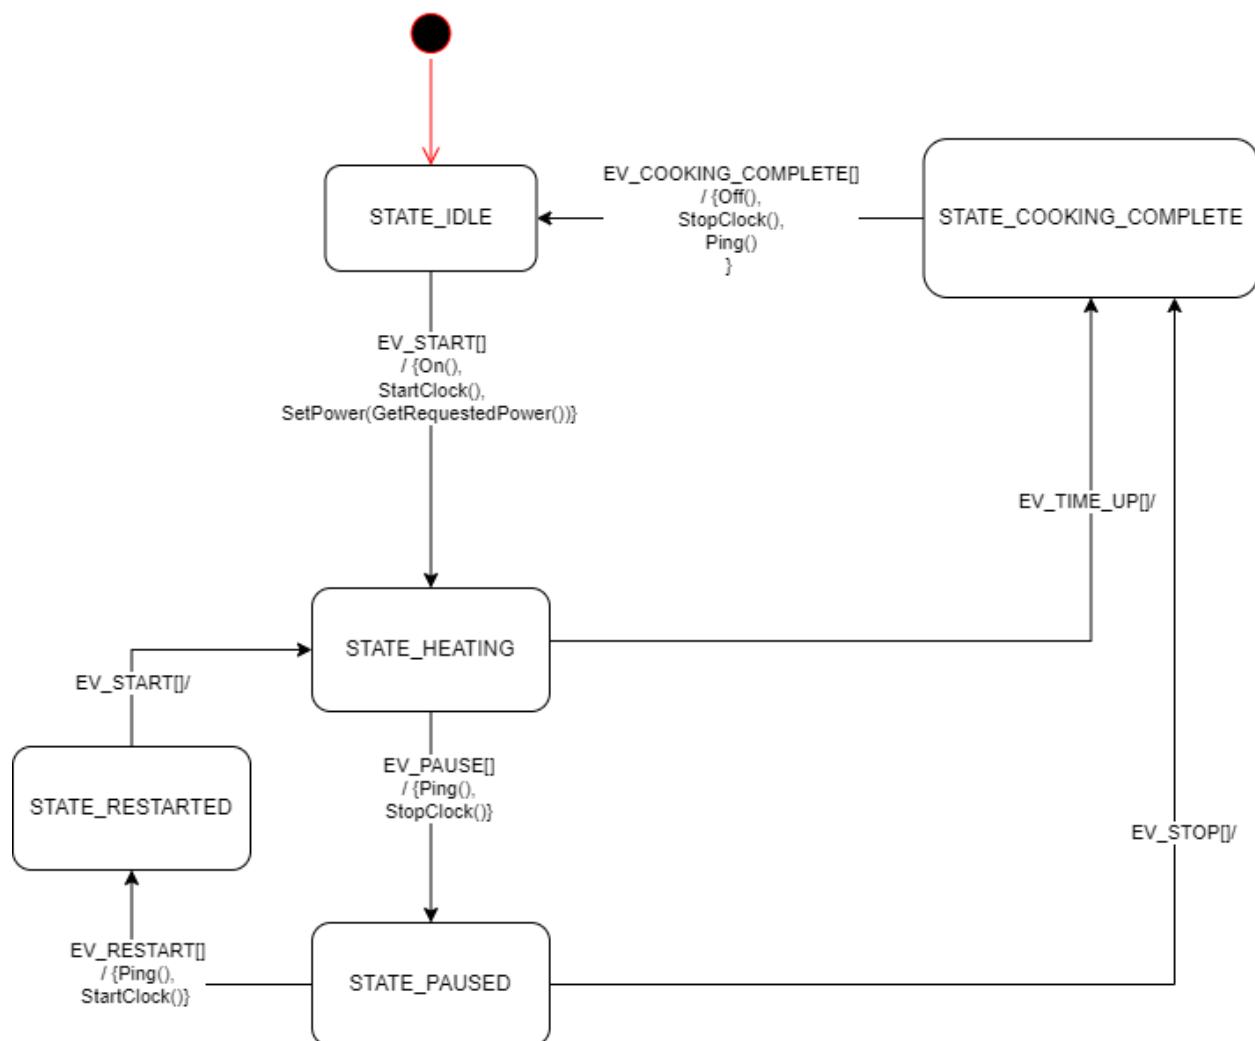 STATE_IDLE
EV_COOKING_COMPLETE[]
/ {Off(),
StopClock(),
Ping()
}
STATE_COOKING_COMPLETE
EV_START[]
/ {On(),
StartClock(),
SetPower(GetRequestedPower())}
EV_TIME_UP[]/
STATE_HEATING
EV_START[]/
EV_PAUSE[]
/ {Ping(),
StopClock()}
STATE_RESTARTED
EV_STOP[]/
EV_RESTART[]
/ {Ping(),
StartClock()}
STATE_PAUSED